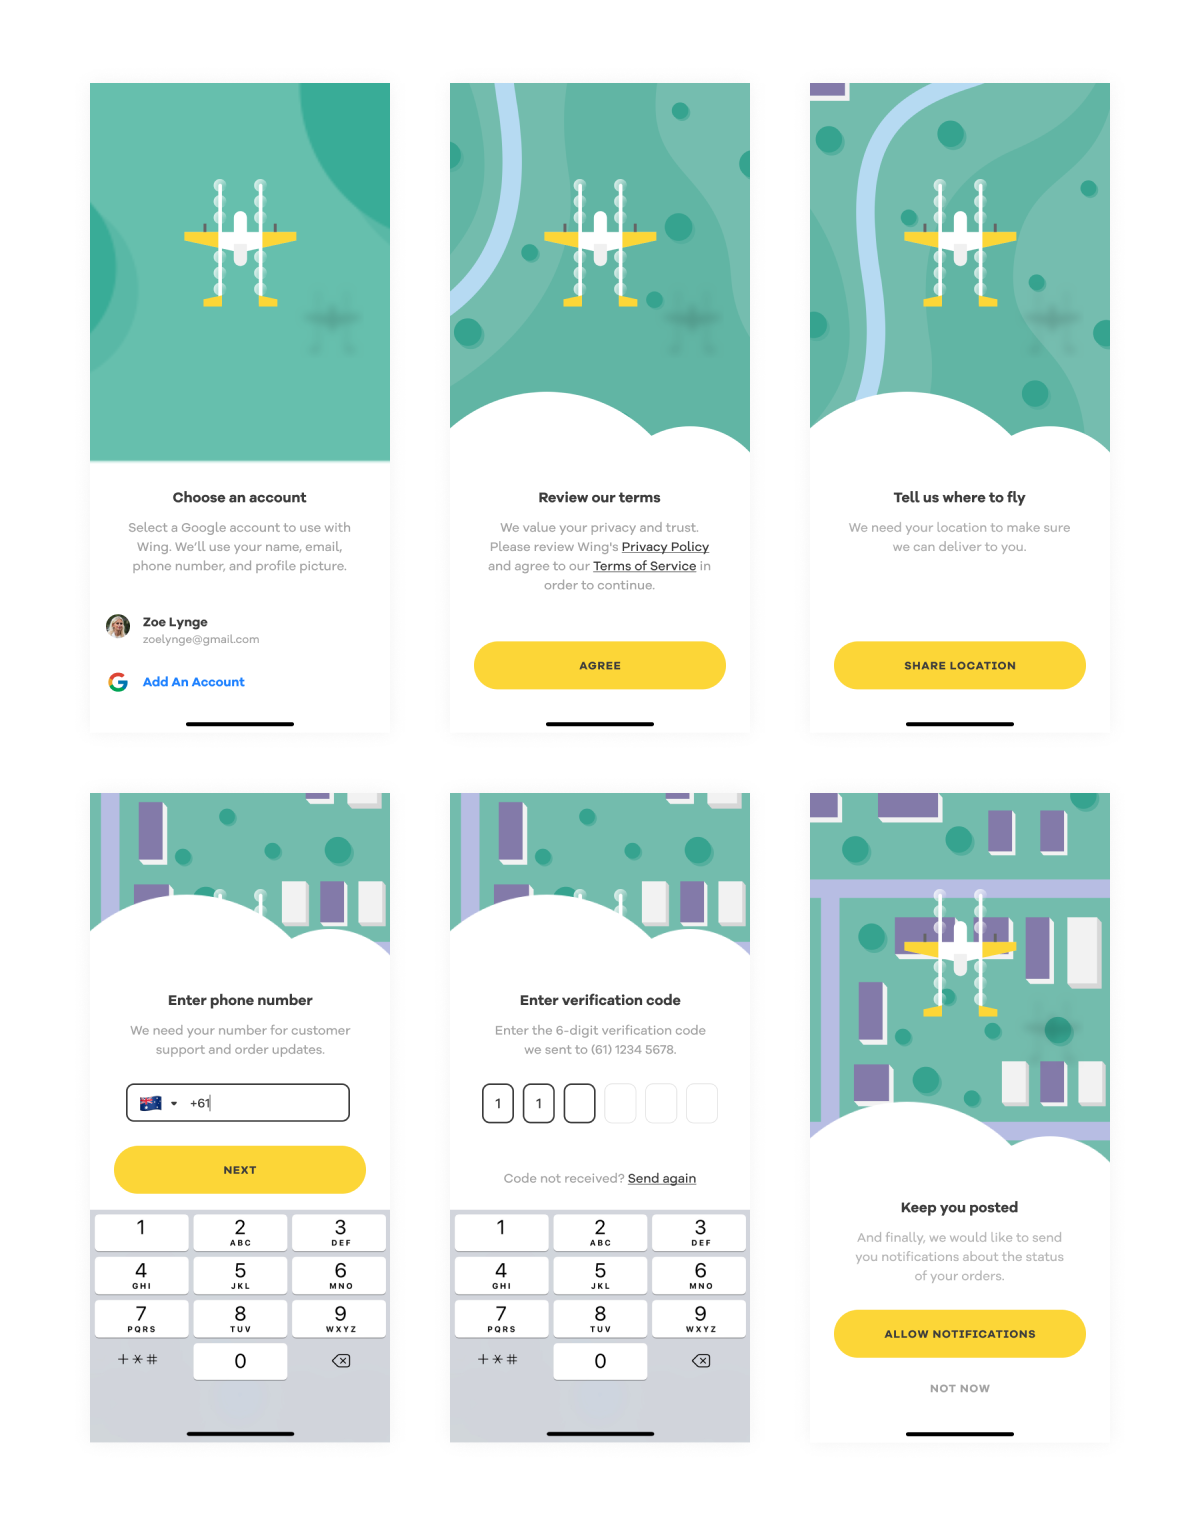 Choose an account
Select a Google account to use with
Wing. We'll use your name, email,
phone number, and profile picture.
Zoe Lynge
zoelynge@gmail.com
Add An Account
Review our terms
We value your privacy and trust.
Please review Wing's Privacy Policy
and agree to our Terms of Service in
order to continue.
AGREE
Tell us where to fly
We need your location to make sure
we can deliver to you.
SHARE LOCATION
Enter phone number
We need your number for customer
support and order updates.
+61
NEXT
1 2 3
ABC DEF
4 5 6
GHI JKL MNO
7 8 9
PQRS TUV WXYZ
+*# 0
Enter verification code
Enter the 6-digit verification code
we sent to (61) 1234 5678.
1 1
Code not received? Send again
1 2 3
ABC DEF
4 5 6
GHI JKL MNO
7 8 9
PQRS TUV WXYZ
+*# 0
Keep you posted
And finally, we would like to send
you notifications about the status
of your orders.
ALLOW NOTIFICATIONS
NOT NOW